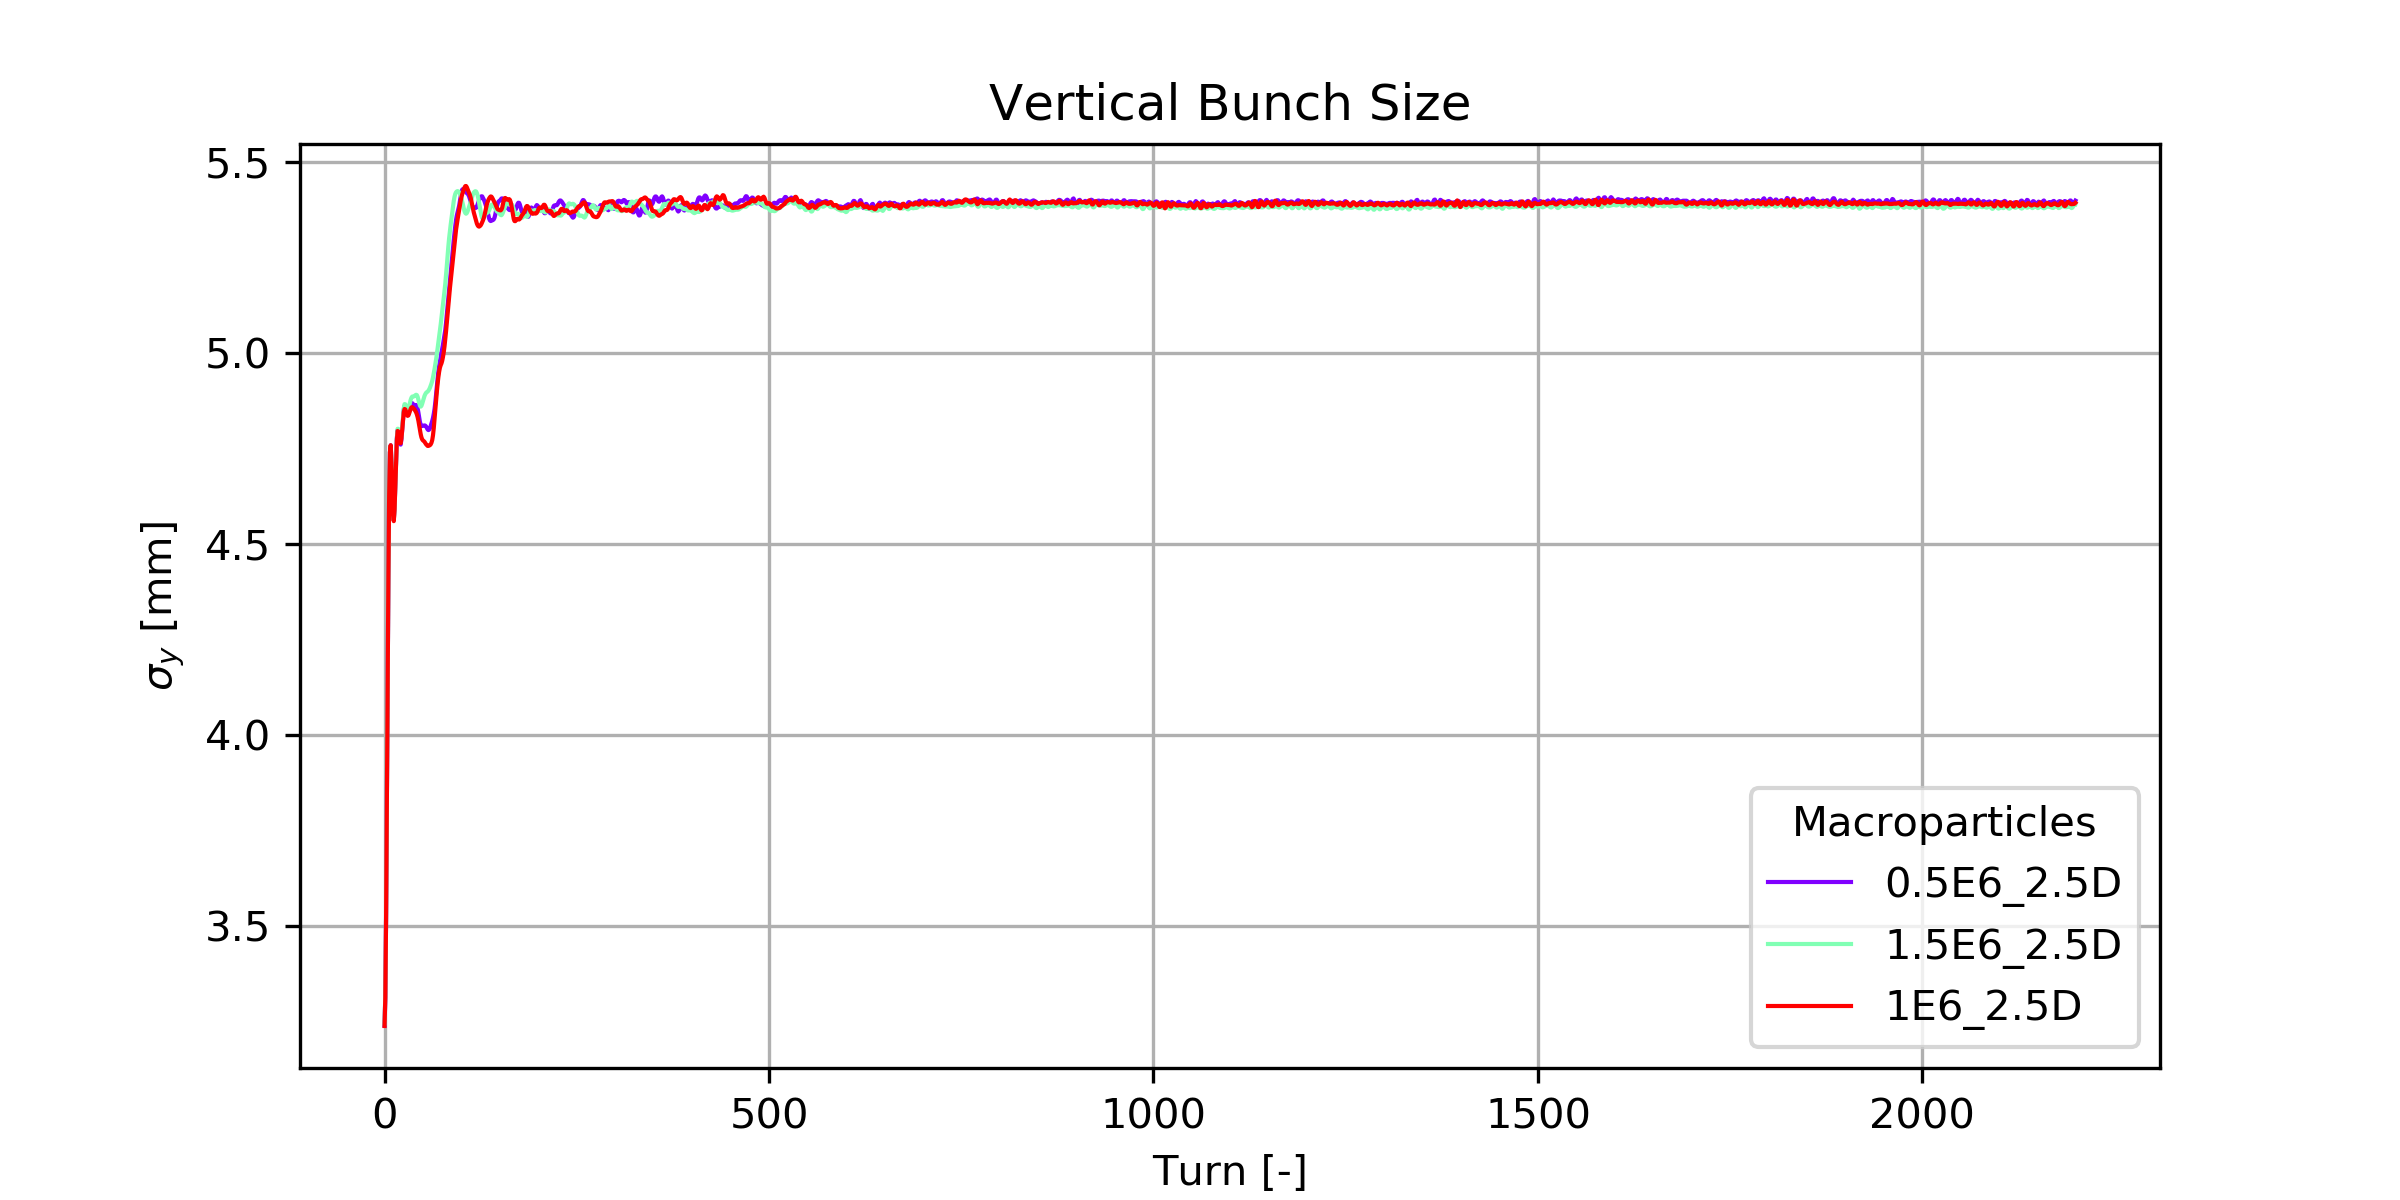 Vertical Bunch Size
5.5
5.0
4.5
4.0
3.5
σy [mm]
0 500 1000 1500 2000
Turn [-]
Macroparticles
0.5E6_2.5D
1.5E6_2.5D
1E6_2.5D